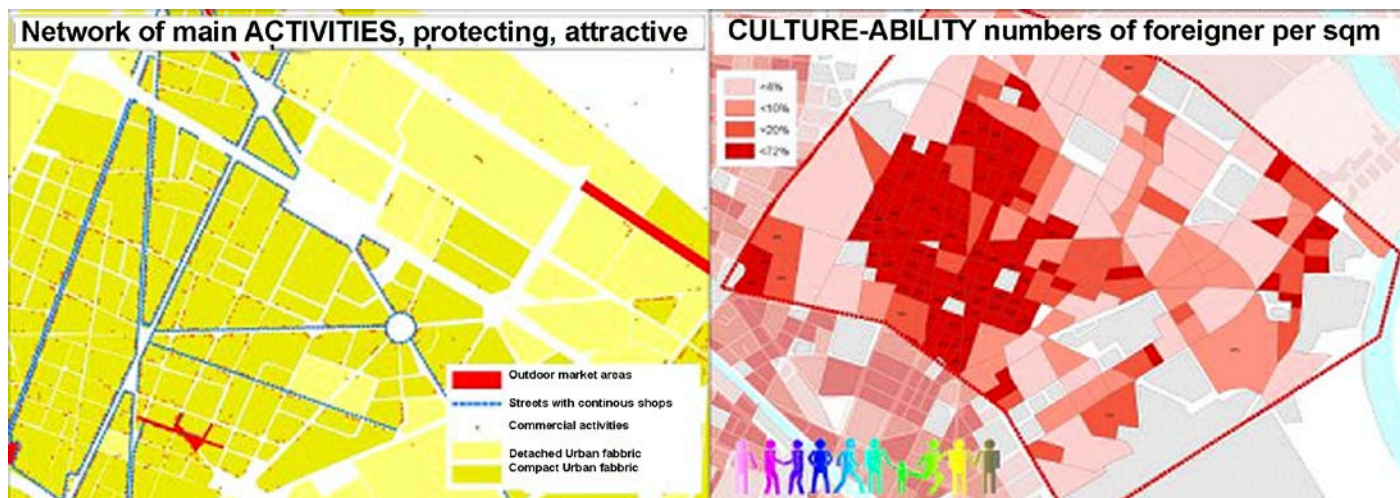 Network of main ACTIVITIES, protecting, attractive
Outdoor market areas
Streets with continous shops
Commercial activities
Detached Urban fabbric
Compact Urban fabbric
CULTURE-ABILITY numbers of foreigner per sqm
<10%
<20%
<72%